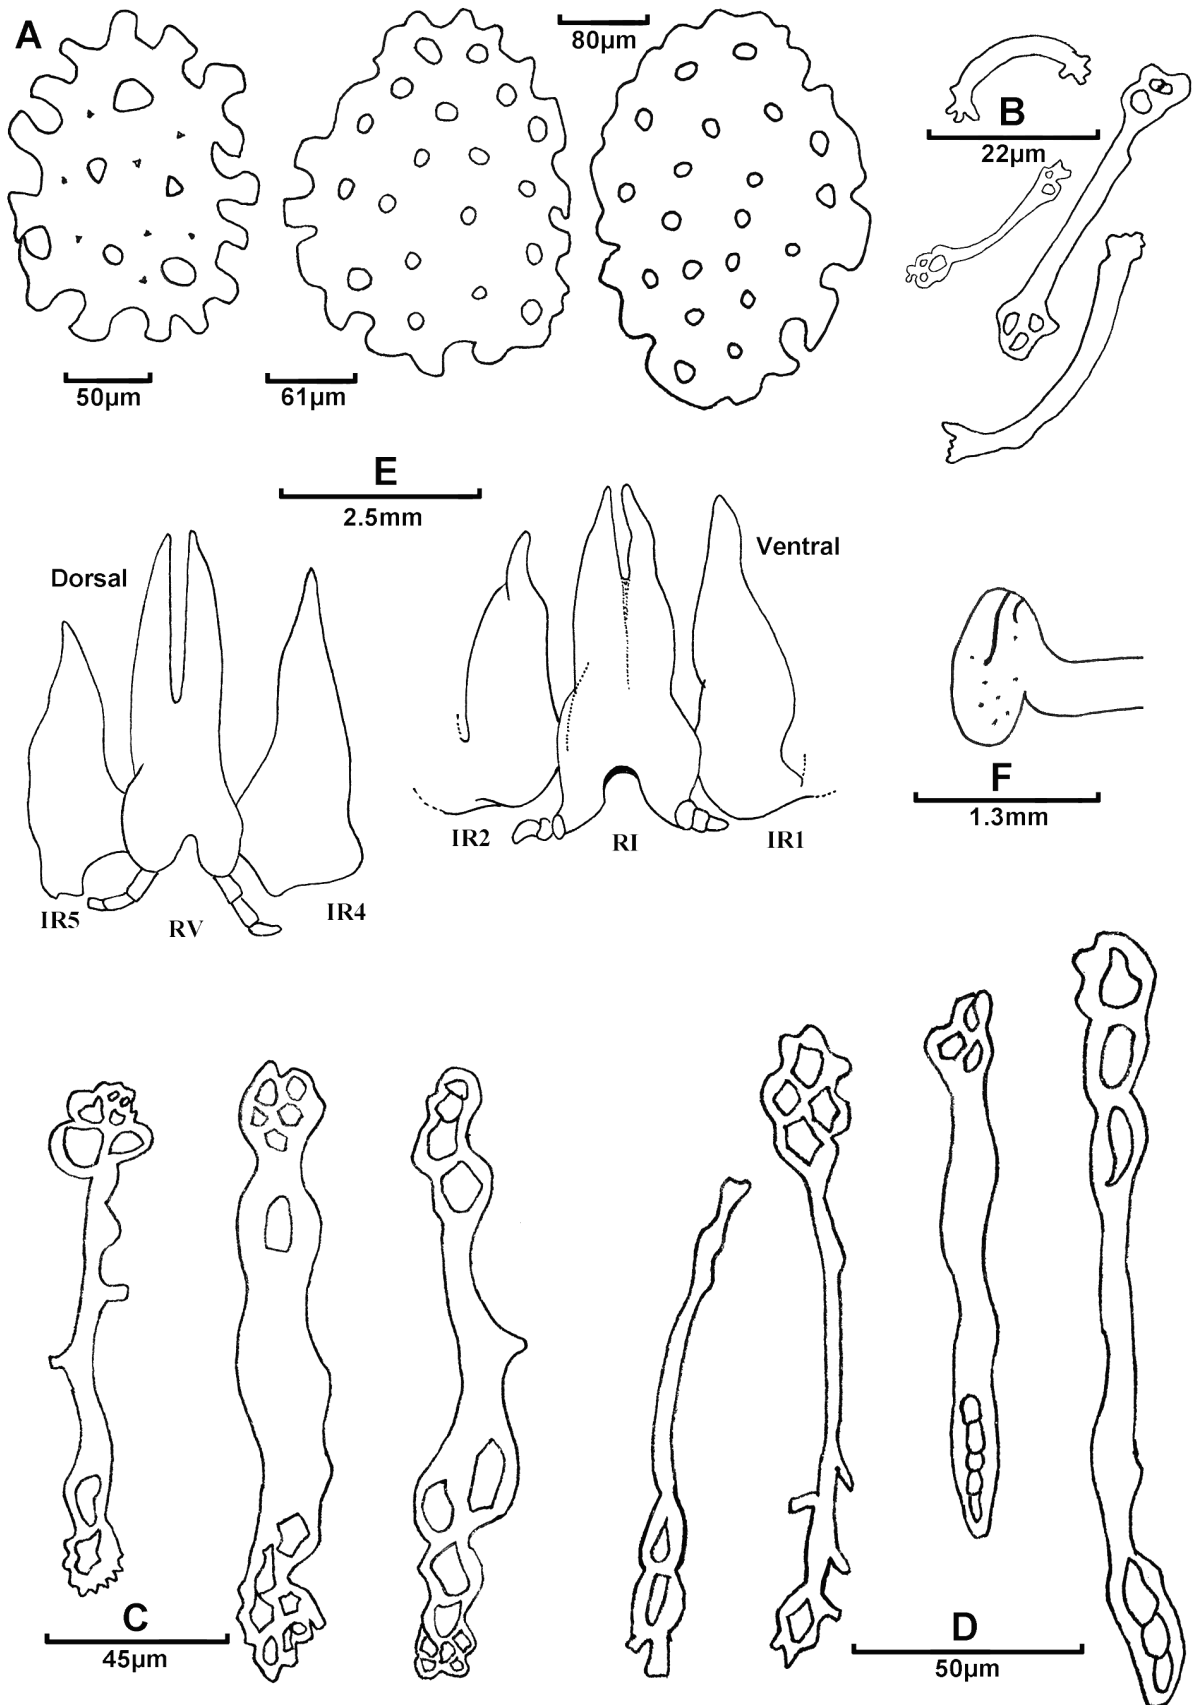 A
80µm
B
22µm
50µm
61µm
E
2.5mm
Dorsal
Ventral
F
1.3mm
IR2
RI
IR1
IR5
RV
IR4
C
45µm
D
50µm